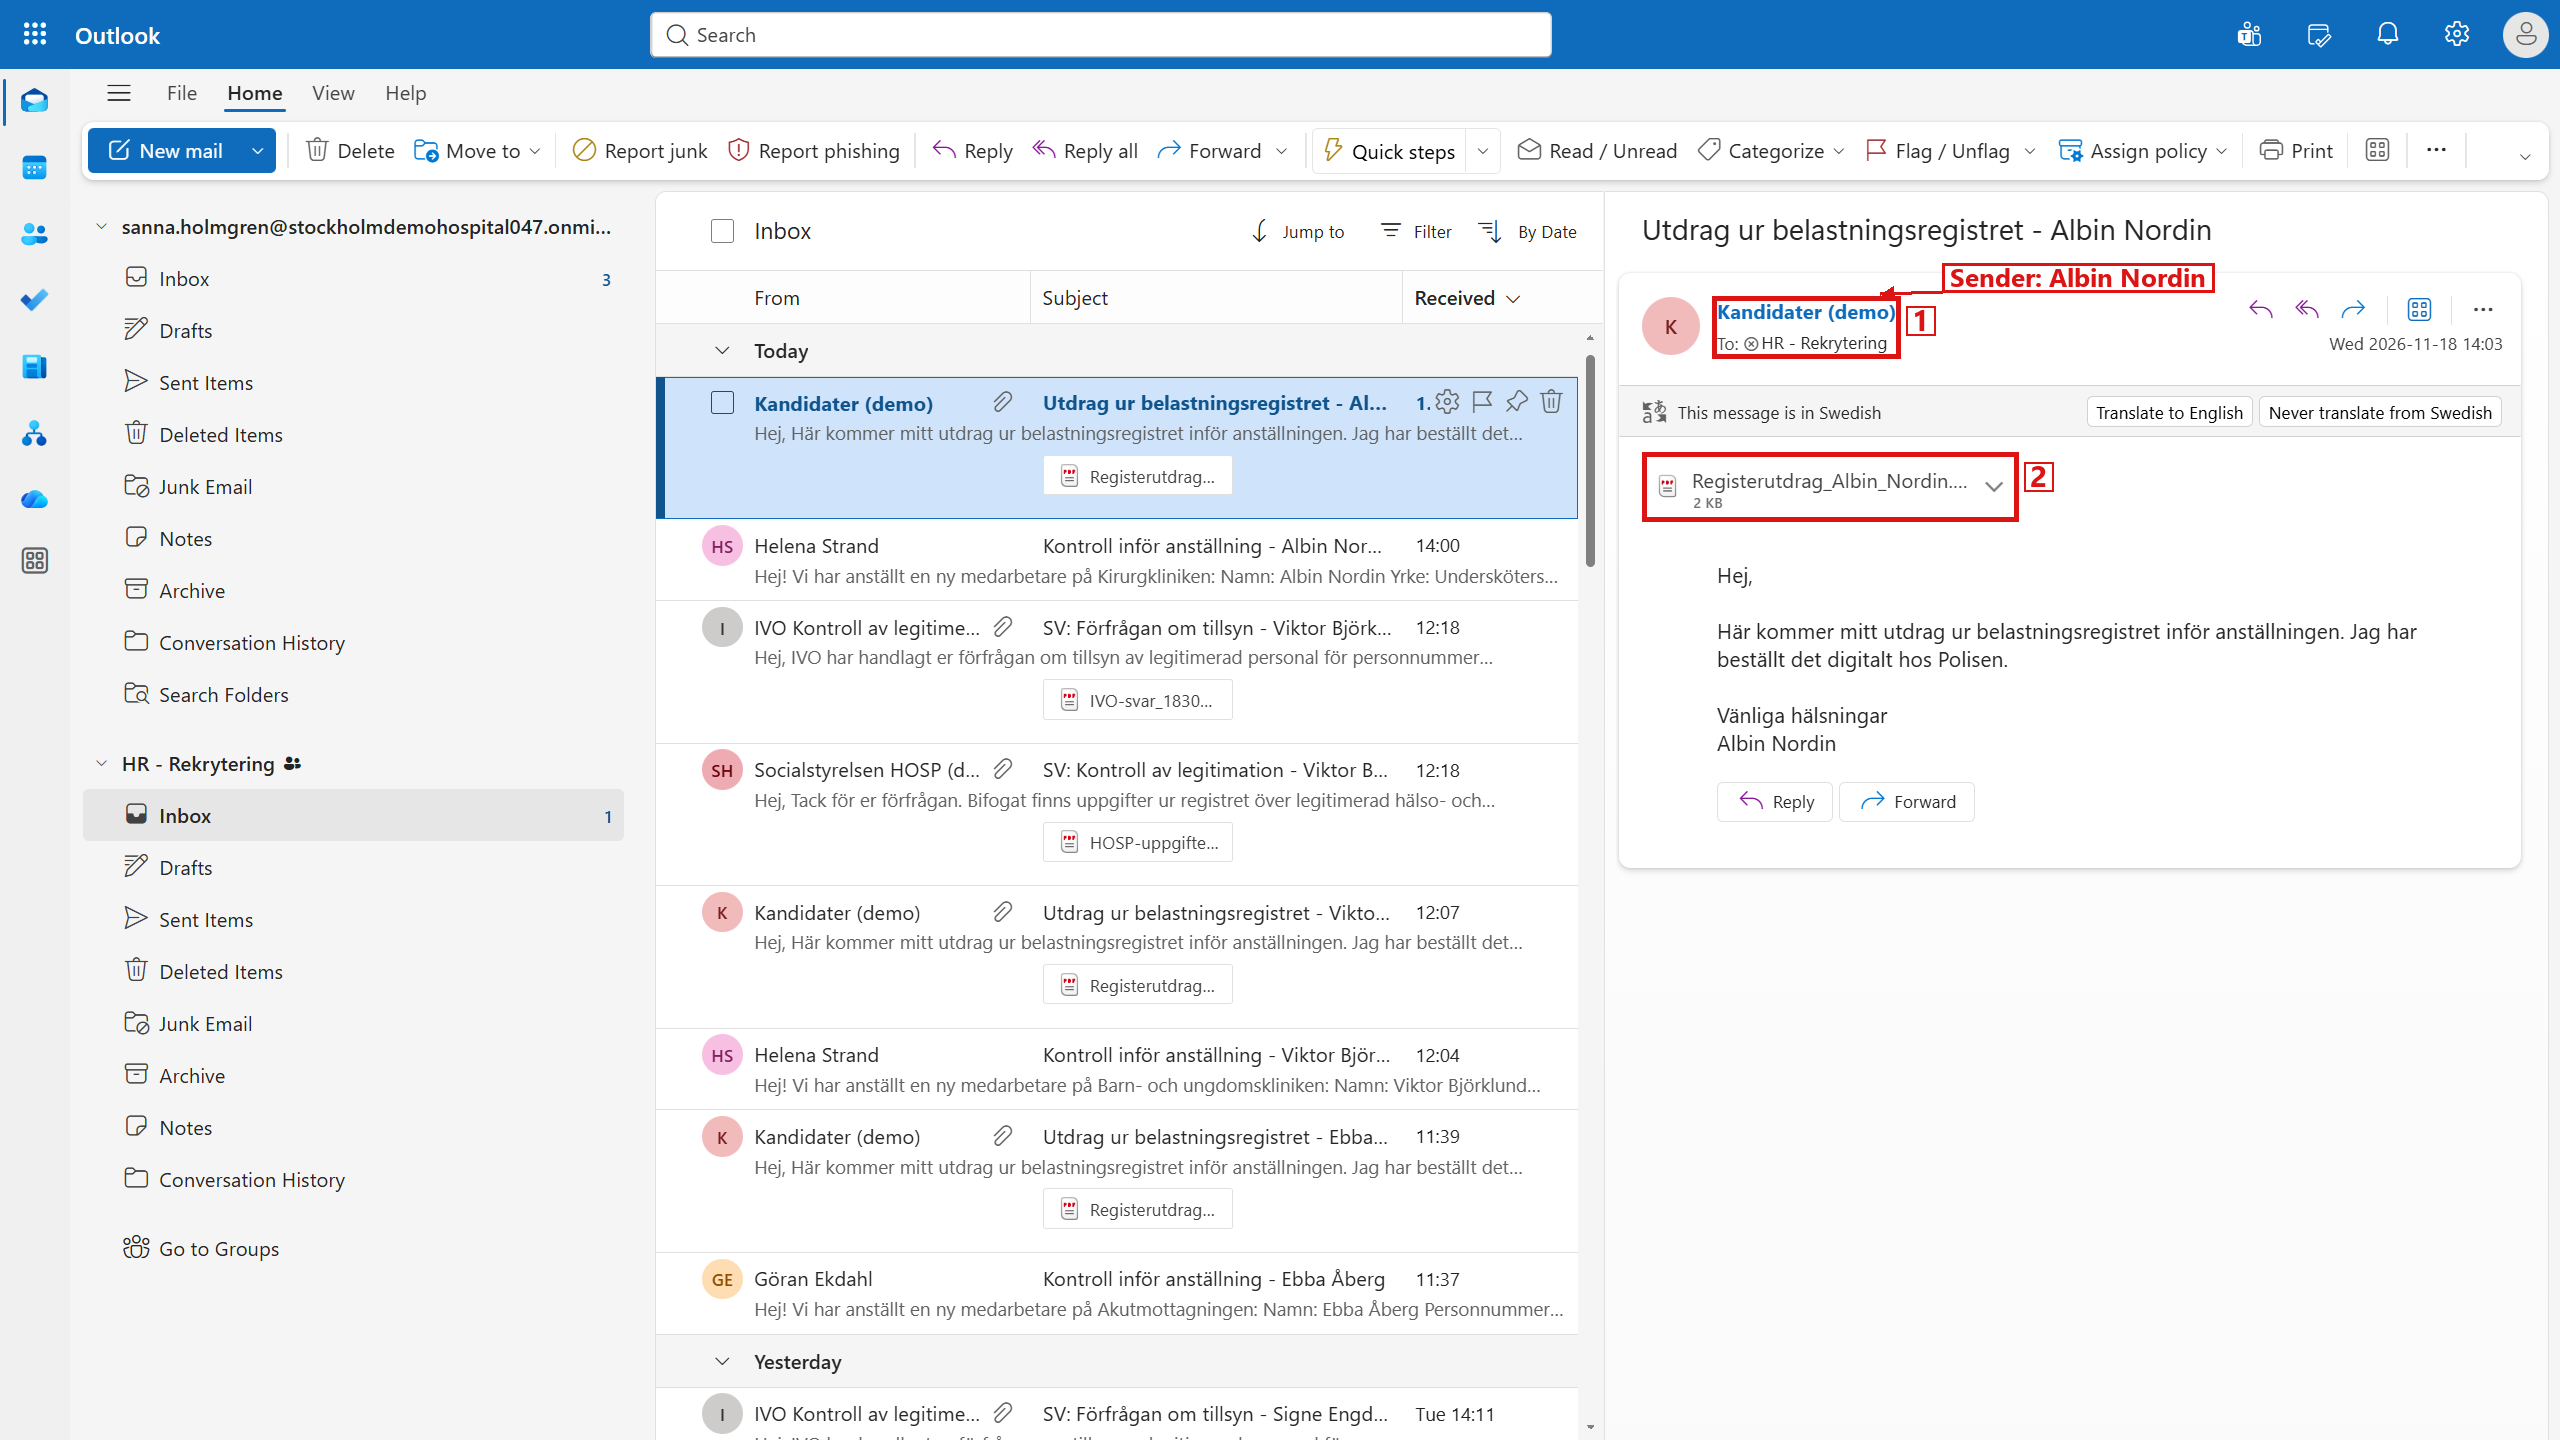 Outlook
Search
File Home View Help
New mail Delete Move to Report junk Report phishing Reply Reply all Forward Quick steps Read / Unread Categorize Flag / Unflag Assign policy Print
sanna.holmgren@stockholmdemohospital047.onmi...
Inbox 3
Drafts
Sent Items
Deleted Items
Junk Email
Notes
Archive
Conversation History
Search Folders
HR - Rekrytering
Inbox 1
Drafts
Sent Items
Deleted Items
Junk Email
Archive
Notes
Conversation History
Go to Groups
Inbox Jump to Filter By Date
From Subject Received
Today
Kandidater (demo) Utdrag ur belastningsregistret - Al... 1.
Hej, Här kommer mitt utdrag ur belastningsregistret inför anställningen. Jag har beställt det...
Registerutdrag...
HS Helena Strand Kontroll inför anställning - Albin Nor... 14:00
Hej! Vi har anställt en ny medarbetare på Kirurgkliniken: Namn: Albin Nordin Yrke: Undersköters...
I IVO Kontroll av legitime... SV: Förfrågan om tillsyn - Viktor Björk... 12:18
Hej, IVO har handlagt er förfrågan om tillsyn av legitimerad personal för personnummer...
IVO-svar_1830...
SH Socialstyrelsen HOSP (d... SV: Kontroll av legitimation - Viktor B... 12:18
Hej, Tack för er förfrågan. Bifogat finns uppgifter ur registret över legitimerad hälso- och...
HOSP-uppgifte...
K Kandidater (demo) Utdrag ur belastningsregistret - Vikto... 12:07
Hej, Här kommer mitt utdrag ur belastningsregistret inför anställningen. Jag har beställt det...
Registerutdrag...
HS Helena Strand Kontroll inför anställning - Viktor Björ... 12:04
Hej! Vi har anställt en ny medarbetare på Barn- och ungdomskliniken: Namn: Viktor Björklund...
K Kandidater (demo) Utdrag ur belastningsregistret - Ebba... 11:39
Hej, Här kommer mitt utdrag ur belastningsregistret inför anställningen. Jag har beställt det...
Registerutdrag...
GE Göran Ekdahl Kontroll inför anställning - Ebba Åberg 11:37
Hej! Vi har anställt en ny medarbetare på Akutmottagningen: Namn: Ebba Åberg Personnummer...
Yesterday
I IVO Kontroll av legitime... SV: Förfrågan om tillsyn - Signe Engd... Tue 14:11
Utdrag ur belastningsregistret - Albin Nordin
Sender: Albin Nordin
K Kandidater (demo) 1
To: HR - Rekrytering
Wed 2026-11-18 14:03
This message is in Swedish Translate to English Never translate from Swedish
Registerutdrag_Albin_Nordin.... 2
2 KB
Hej,
Här kommer mitt utdrag ur belastningsregistret inför anställningen. Jag har
beställt det digitalt hos Polisen.
Vänliga hälsningar
Albin Nordin
Reply Forward